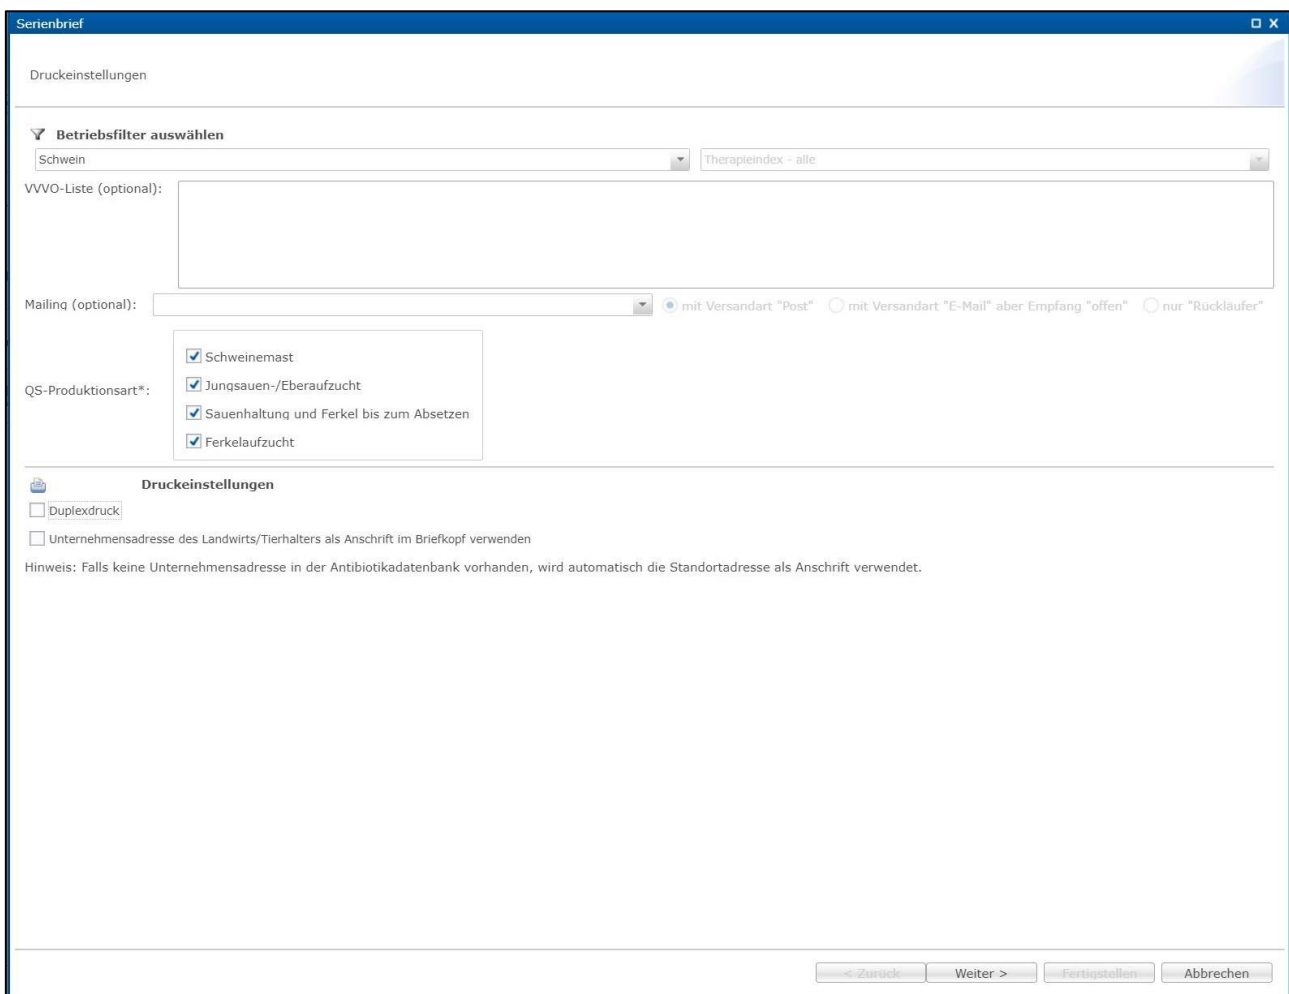 Serienbrief
Druckeinstellungen
Betriebsfilter auswählen
Schwein
Therapieindex - alle
VVVO-Liste (optional):
Mailing (optional):
mit Versandart "Post"
mit Versandart "E-Mail" aber Empfang "offen"
nur "Rückläufer"
QS-Produktionsart*:
Schweinemast
Jungsauen-/Eberaufzucht
Sauenhaltung und Ferkel bis zum Absetzen
Ferkelaufzucht
Druckeinstellungen
Duplexdruck
Unternehmensadresse des Landwirts/Tierhalters als Anschrift im Briefkopf verwenden
Hinweis: Falls keine Unternehmensadresse in der Antibiotikadatenbank vorhanden, wird automatisch die Standortadresse als Anschrift verwendet.
< Zurück
Weiter >
Fertigstellen
Abbrechen